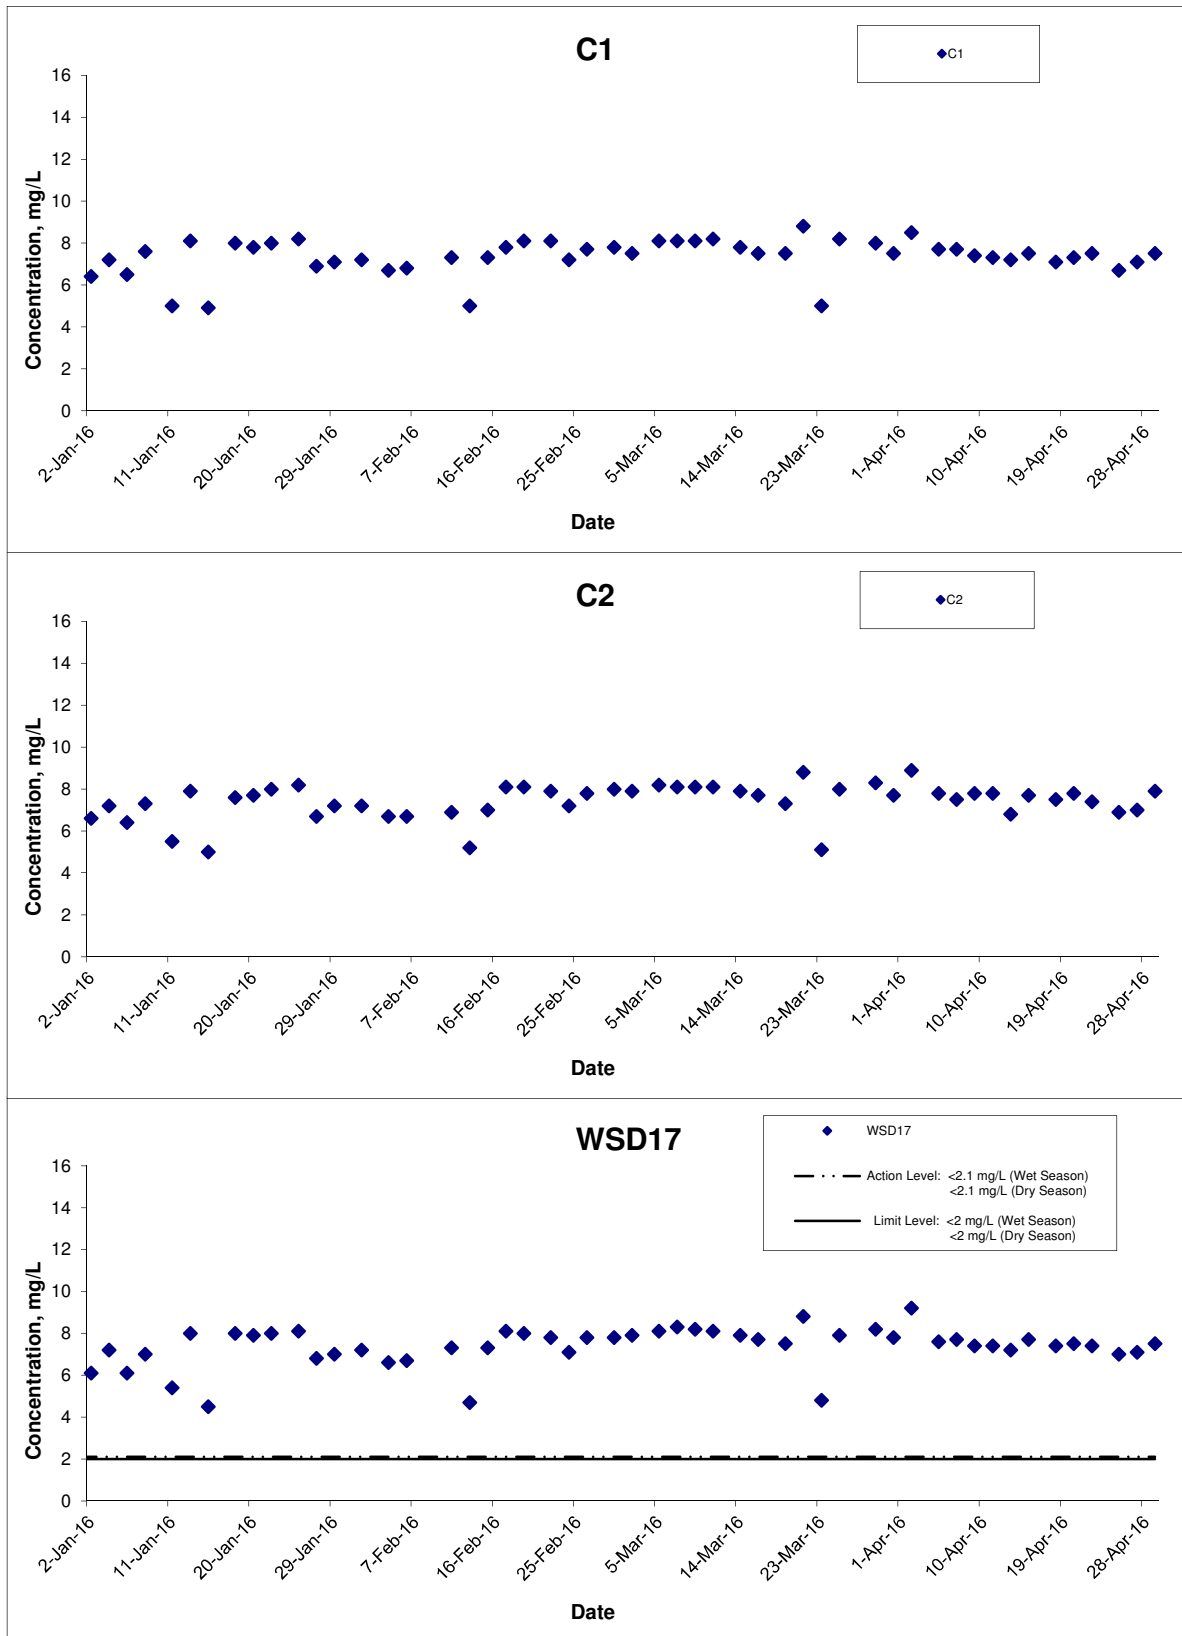 C1
C1
16
14
12
10
8
6
4
2
0
Concentration, mg/L
2-Jan-16
11-Jan-16
20-Jan-16
29-Jan-16
7-Feb-16
16-Feb-16
25-Feb-16
5-Mar-16
14-Mar-16
23-Mar-16
1-Apr-16
10-Apr-16
19-Apr-16
28-Apr-16
Date
C2
C2
16
14
12
10
8
6
4
2
0
Concentration, mg/L
2-Jan-16
11-Jan-16
20-Jan-16
29-Jan-16
7-Feb-16
16-Feb-16
25-Feb-16
5-Mar-16
14-Mar-16
23-Mar-16
1-Apr-16
10-Apr-16
19-Apr-16
28-Apr-16
Date
WSD17
WSD17
Action Level: <2.1 mg/L (Wet Season)
<2.1 mg/L (Dry Season)
Limit Level: <2 mg/L (Wet Season)
<2 mg/L (Dry Season)
16
14
12
10
8
6
4
2
0
Concentration, mg/L
2-Jan-16
11-Jan-16
20-Jan-16
29-Jan-16
7-Feb-16
16-Feb-16
25-Feb-16
5-Mar-16
14-Mar-16
23-Mar-16
1-Apr-16
10-Apr-16
19-Apr-16
28-Apr-16
Date